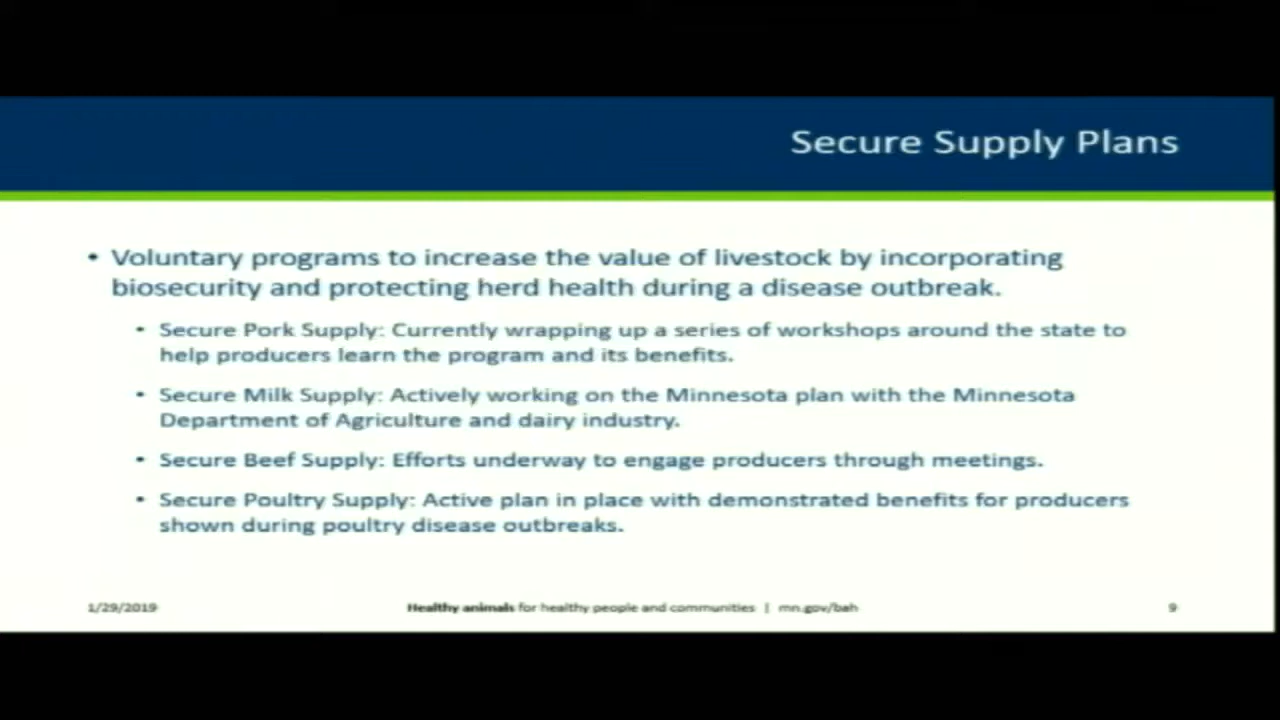 Secure Supply Plans
• Voluntary programs to increase the value of livestock by incorporating
biosecurity and protecting herd health during a disease outbreak.
• Secure Pork Supply: Currently wrapping up a series of workshops around the state to
help producers learn the program and its benefits.
• Secure Milk Supply: Actively working on the Minnesota plan with the Minnesota
Department of Agriculture and dairy industry.
• Secure Beef Supply: Efforts underway to engage producers through meetings.
• Secure Poultry Supply: Active plan in place with demonstrated benefits for producers
shown during poultry disease outbreaks.
1/29/2019 Healthy animals for healthy people and communities | mn.gov/bah 9